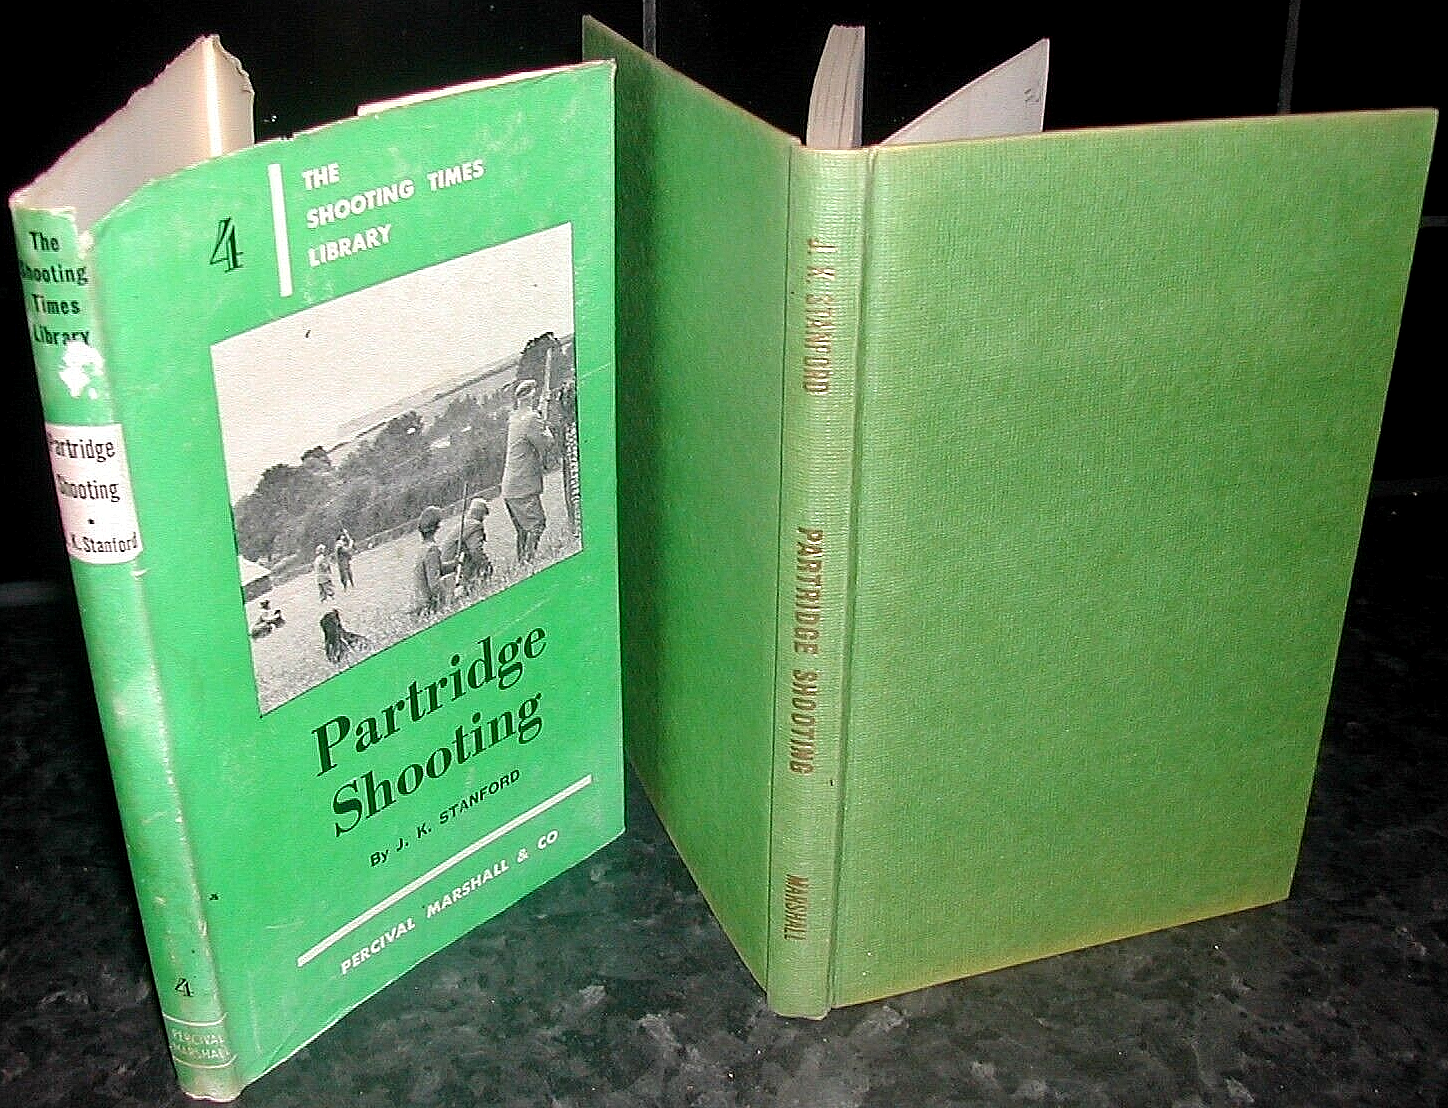 The
Shooting
Times
Library
Partridge
Shooting
K. Stanford
4
PERCIVAL
MARSHALL
4
THE
SHOOTING TIMES
LIBRARY
Partridge
Shooting
By J. K. STANFORD
PERCIVAL MARSHALL & CO
J. K. STANFORD PARTRIDGE SHOOTING MARSHALL